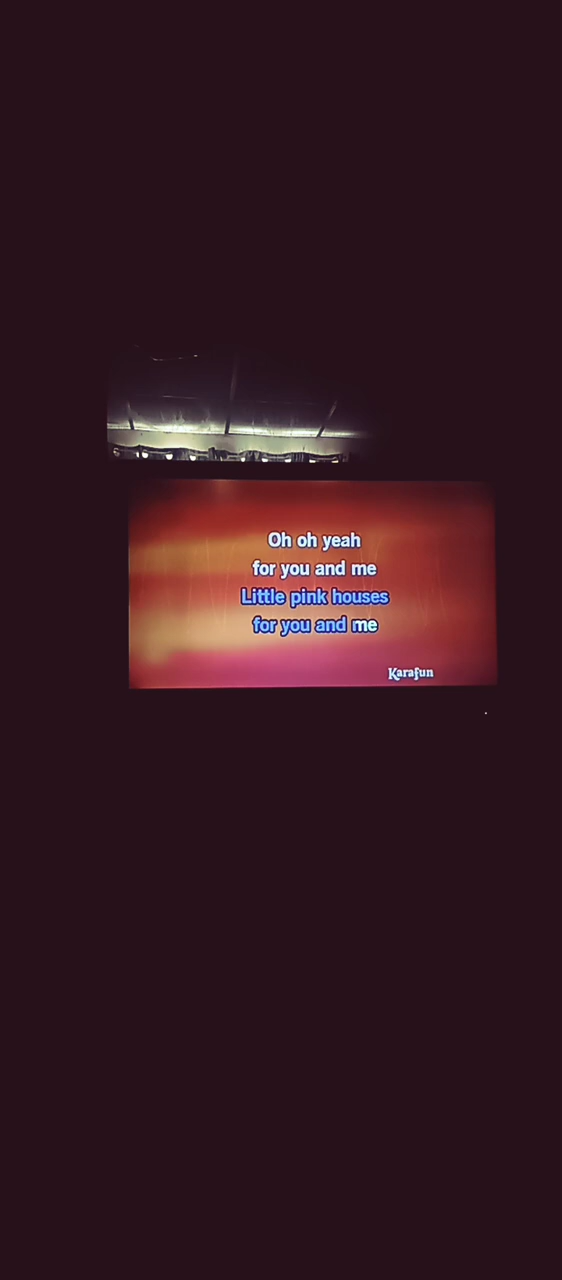 Oh oh yeah
for you and me
Little pink houses
for you and me
Karafun